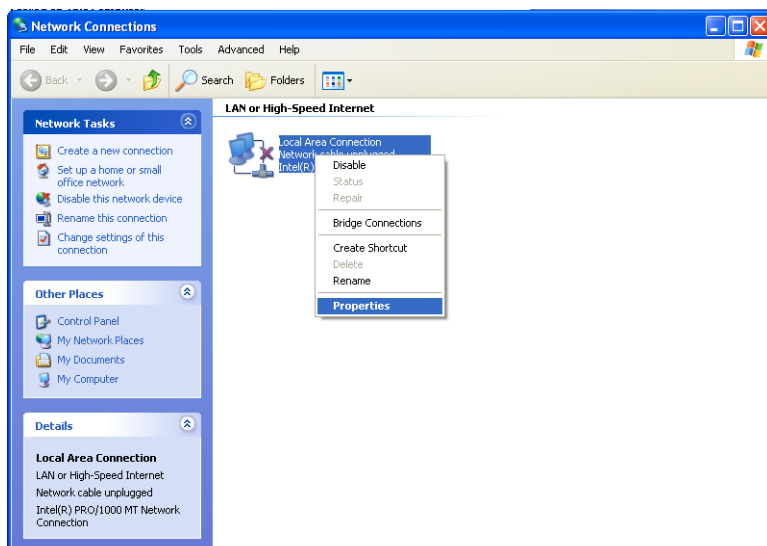 Network Connections
File Edit View Favorites Tools Advanced Help
Back Search Folders
Network Tasks
Create a new connection
Set up a home or small
office network
Disable this network device
Rename this connection
Change settings of this
connection
Other Places
Control Panel
My Network Places
My Documents
My Computer
Details
Local Area Connection
LAN or High-Speed Internet
Network cable unplugged
Intel(R) PRO/1000 MT Network
Connection
LAN or High-Speed Internet
Local Area Connection
Network cable unplugged
Intel(R)
Disable
Status
Repair
Bridge Connections
Create Shortcut
Delete
Rename
Properties